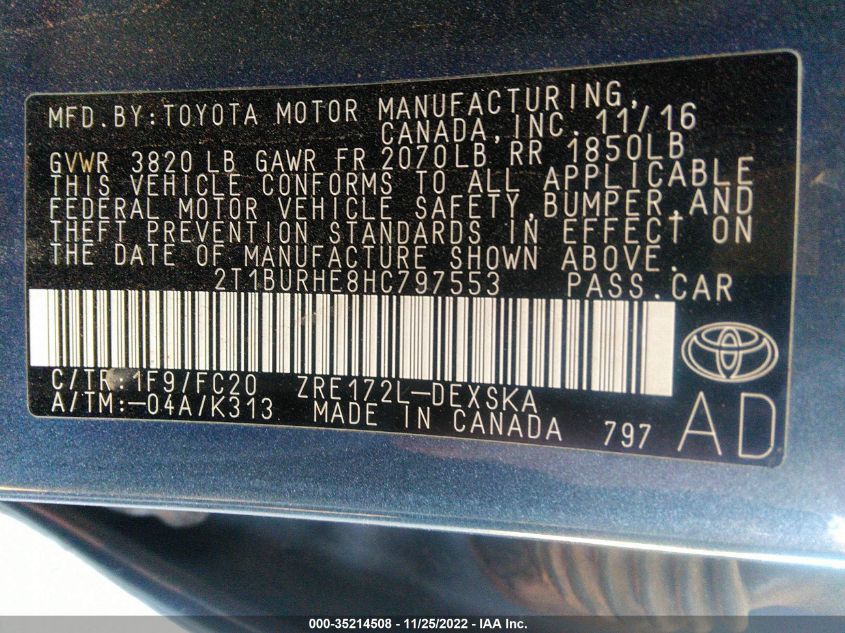 MFD.BY:TOYOTA MOTOR MANUFACTURING,
CANADA,INC. 11/16
GVWR 3820LB GAWR FR 2070LB RR 1850LB
THIS VEHICLE CONFORMS TO ALL APPLICABLE
FEDERAL MOTOR VEHICLE SAFETY,BUMPER,AND
THEFT PREVENTION STANDARDS IN EFFECT ON
THE DATE OF MANUFACTURE SHOWN ABOVE.
2T1BURHE8HC797553 PASS.CAR
C/TR:1F9/FC20 ZRE172L-DEXSKA
A/TM:-04A/K313 MADE IN CANADA 797 AD
000-35214508 - 11/25/2022 - IAA Inc.